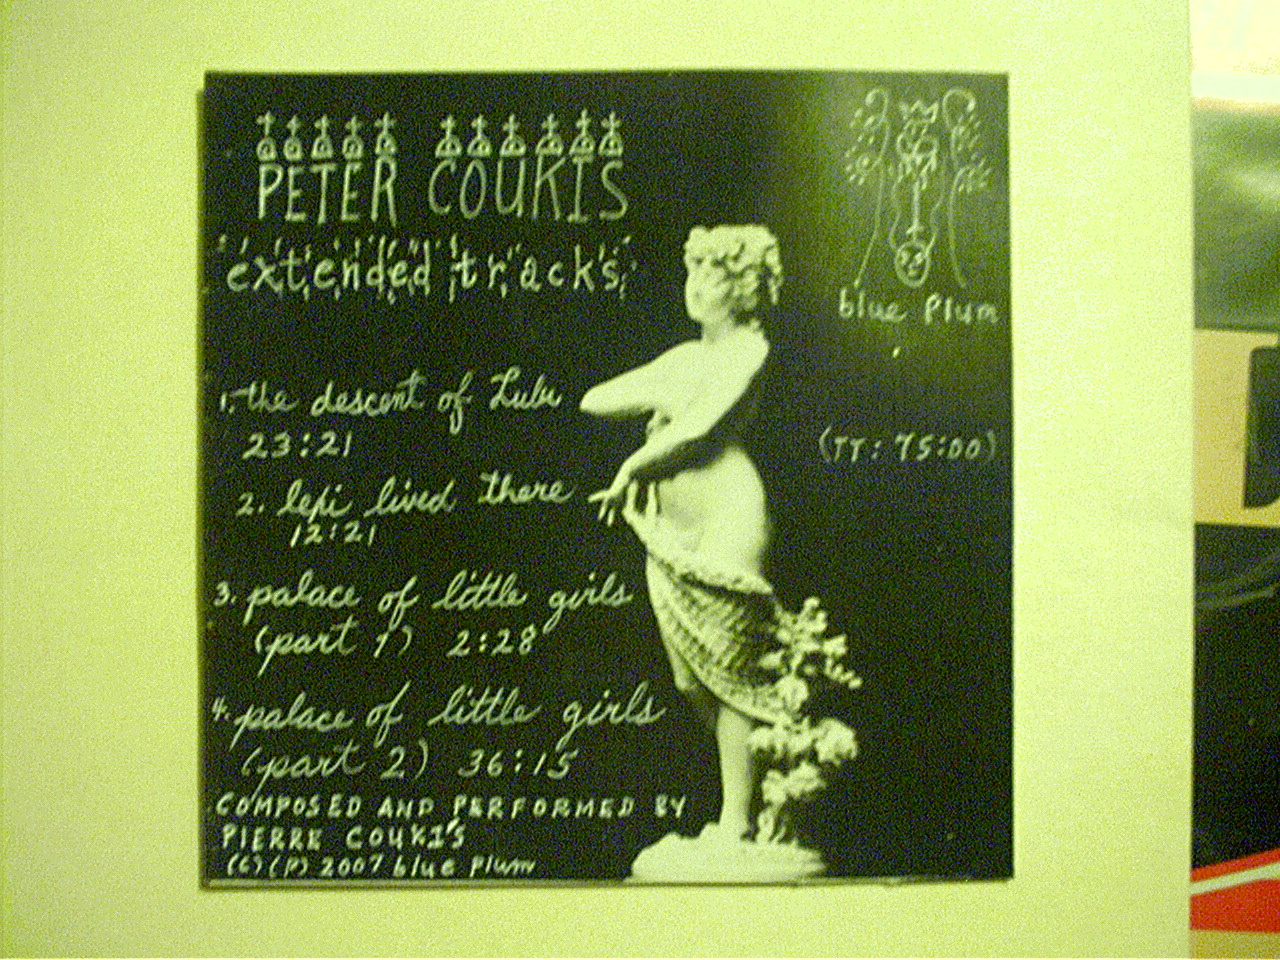 PETER COUKIS
extended tracks
blue Plum
1. the descent of Lulu
23:21
(TT: 75:00)
2. lepi lived there
12:21
3. palace of little girls
(part 1) 2:28
4. palace of little girls
(part 2) 36:15
COMPOSED AND PERFORMED BY
PIERRE COUKIS
(C)(P) 2007 blue Plum